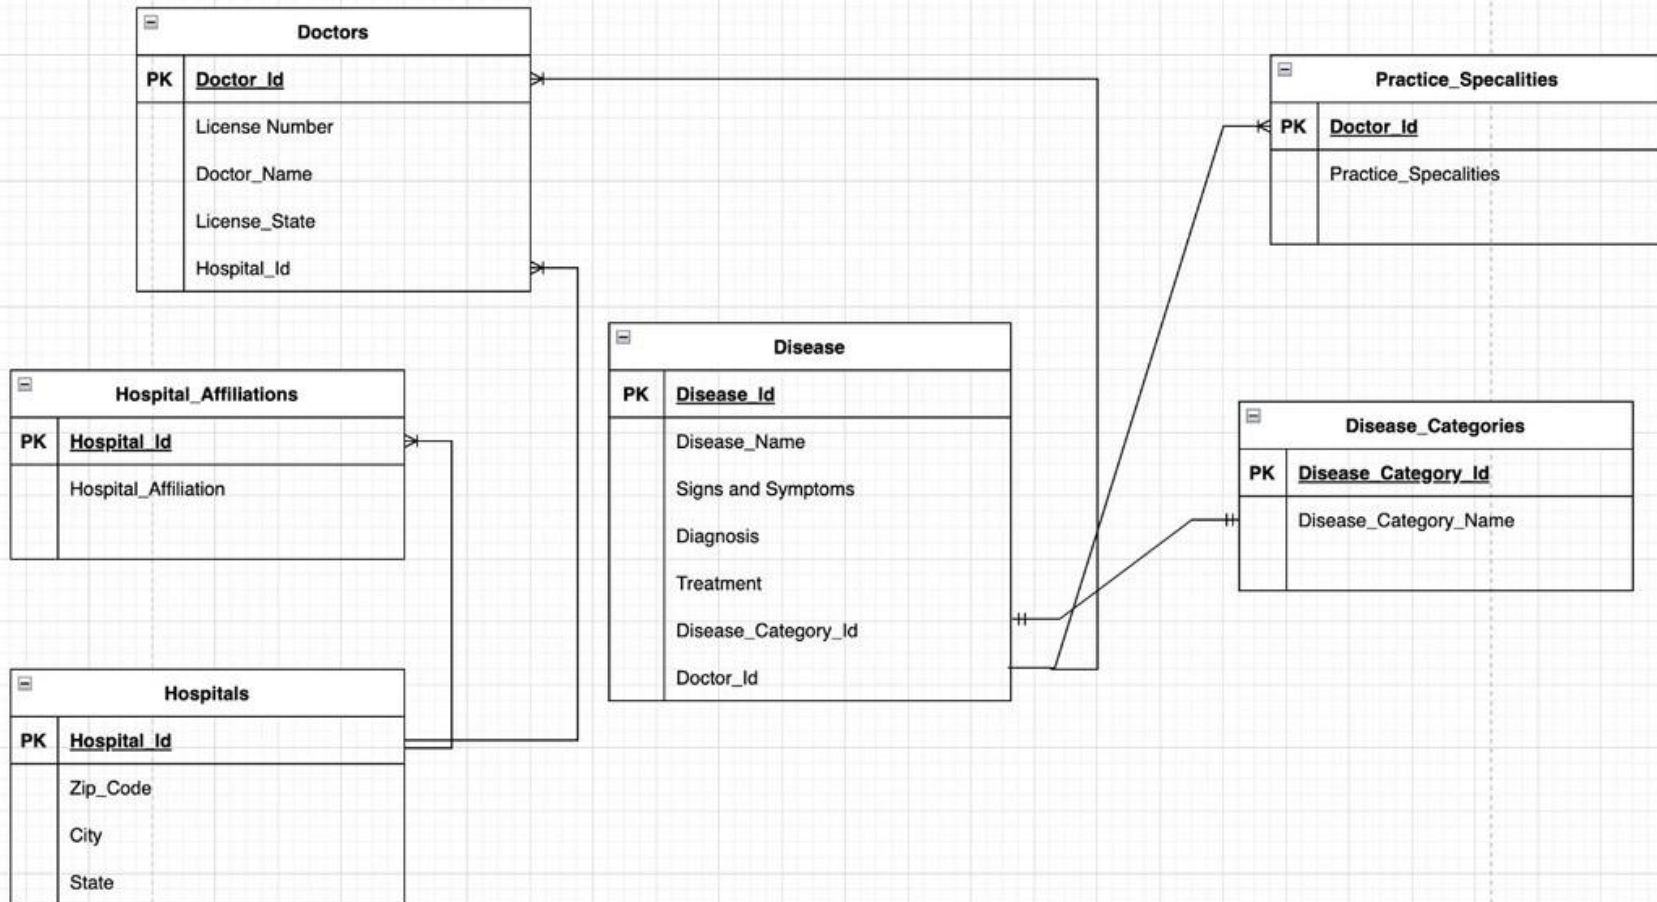 Doctors
PK Doctor_Id
License Number
Doctor_Name
License_State
Hospital_Id
Practice_Specalities
PK Doctor_Id
Practice_Specalities
Disease
PK Disease_Id
Disease_Name
Signs and Symptoms
Diagnosis
Treatment
Disease_Category_Id
Doctor_Id
Hospital_Affiliations
PK Hospital_Id
Hospital_Affiliation
Disease_Categories
PK Disease_Category_Id
Disease_Category_Name
Hospitals
PK Hospital_Id
Zip_Code
City
State